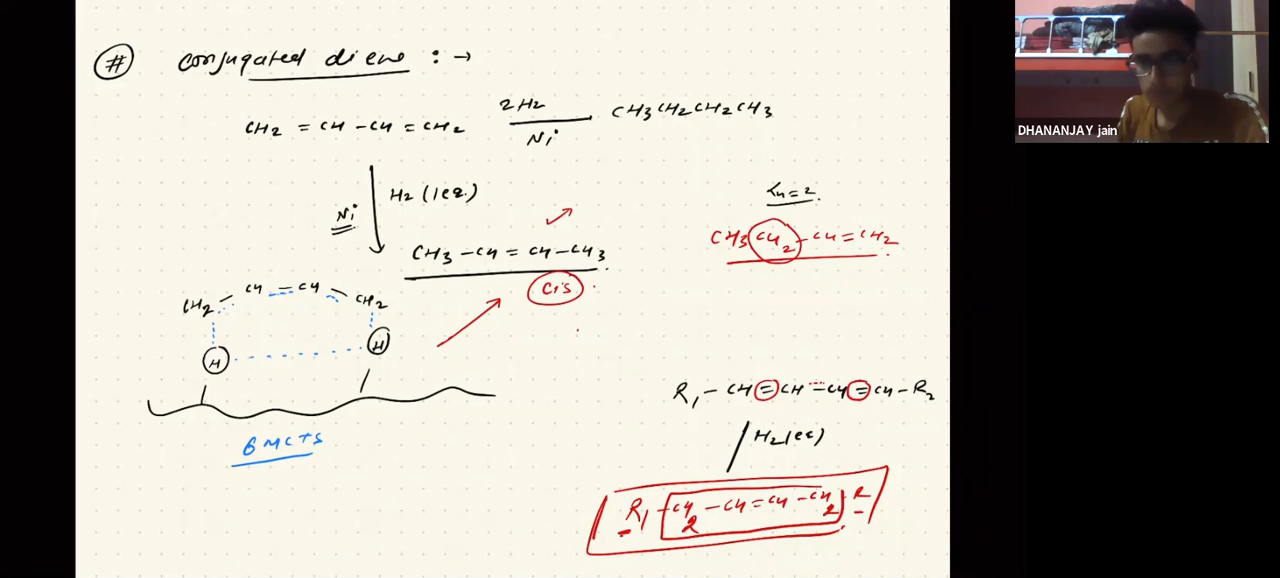 # conjugated diene : →
CH2 = CH - CH = CH2
2H2
Ni
CH3CH2CH2CH3
Ni
H2 (1eq.)
CH3 - CH = CH - CH3
cis
CH3CH2 - CH = CH2
CH2 - CH = CH - CH2
H
H
6 MCTS
R1 - CH = CH - CH = CH - R2
H2(eq)
R1 - CH2 - CH = CH - CH2 R
DHANANJAY jain